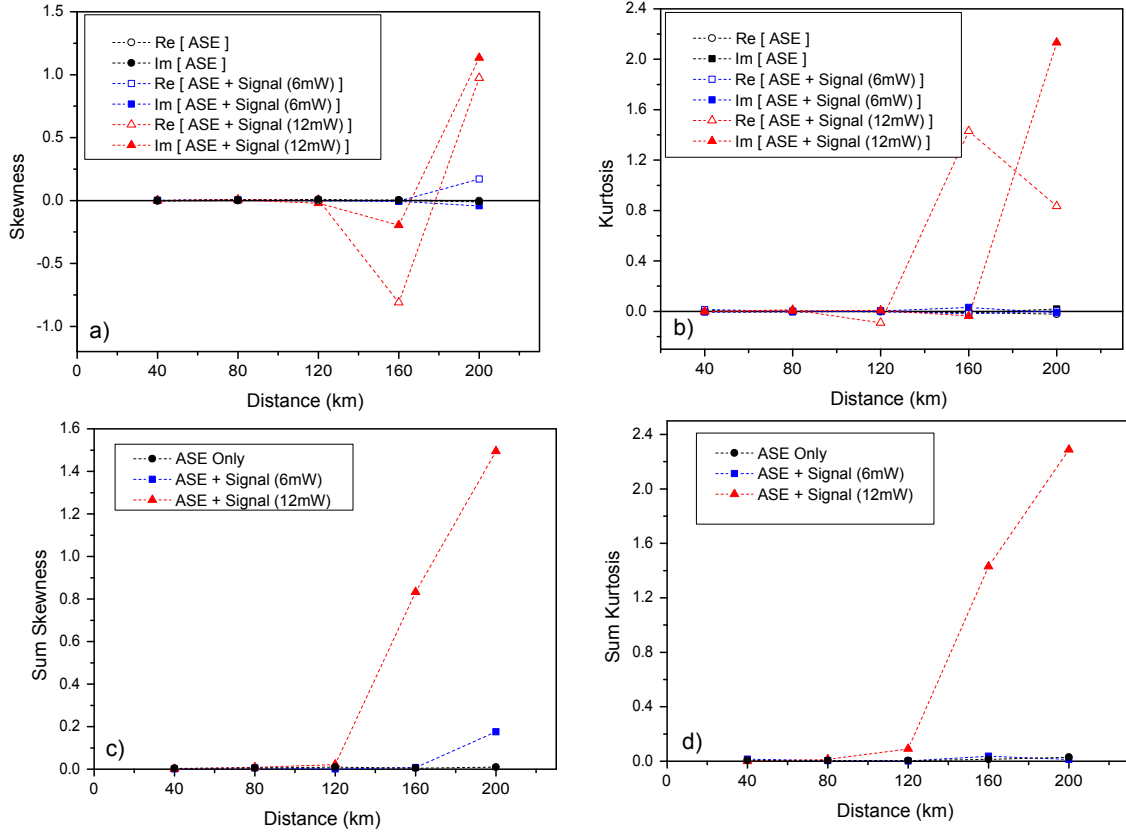 1.5
1.0
0.5
0.0
-0.5
-1.0
Skewness
Re [ ASE ]
Im [ ASE ]
Re [ ASE + Signal (6mW) ]
Im [ ASE + Signal (6mW) ]
Re [ ASE + Signal (12mW) ]
Im [ ASE + Signal (12mW) ]
a)
0 40 80 120 160 200
Distance (km)
2.4
2.0
1.6
1.2
0.8
0.4
0.0
Kurtosis
Re [ ASE ]
Im [ ASE ]
Re [ ASE + Signal (6mW) ]
Im [ ASE + Signal (6mW) ]
Re [ ASE + Signal (12mW) ]
Im [ ASE + Signal (12mW) ]
b)
40 80 120 160 200
Distance (km)
1.6
1.4
1.2
1.0
0.8
0.6
0.4
0.2
0.0
Sum Skewness
ASE Only
ASE + Signal (6mW)
ASE + Signal (12mW)
c)
40 80 120 160 200
Distance (km)
2.4
2.0
1.6
1.2
0.8
0.4
0.0
Sum Kurtosis
ASE Only
ASE + Signal (6mW)
ASE + Signal (12mW)
d)
0 40 80 120 160 200
Distance (km)